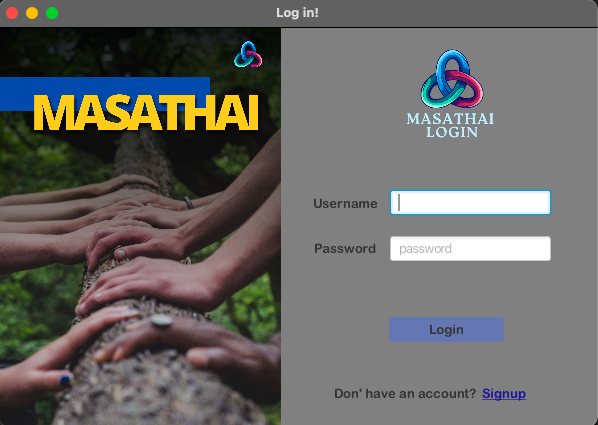 Log in!
MASATHAI
MASATHAI
LOGIN
Username
Password
password
Login
Don' have an account? Signup